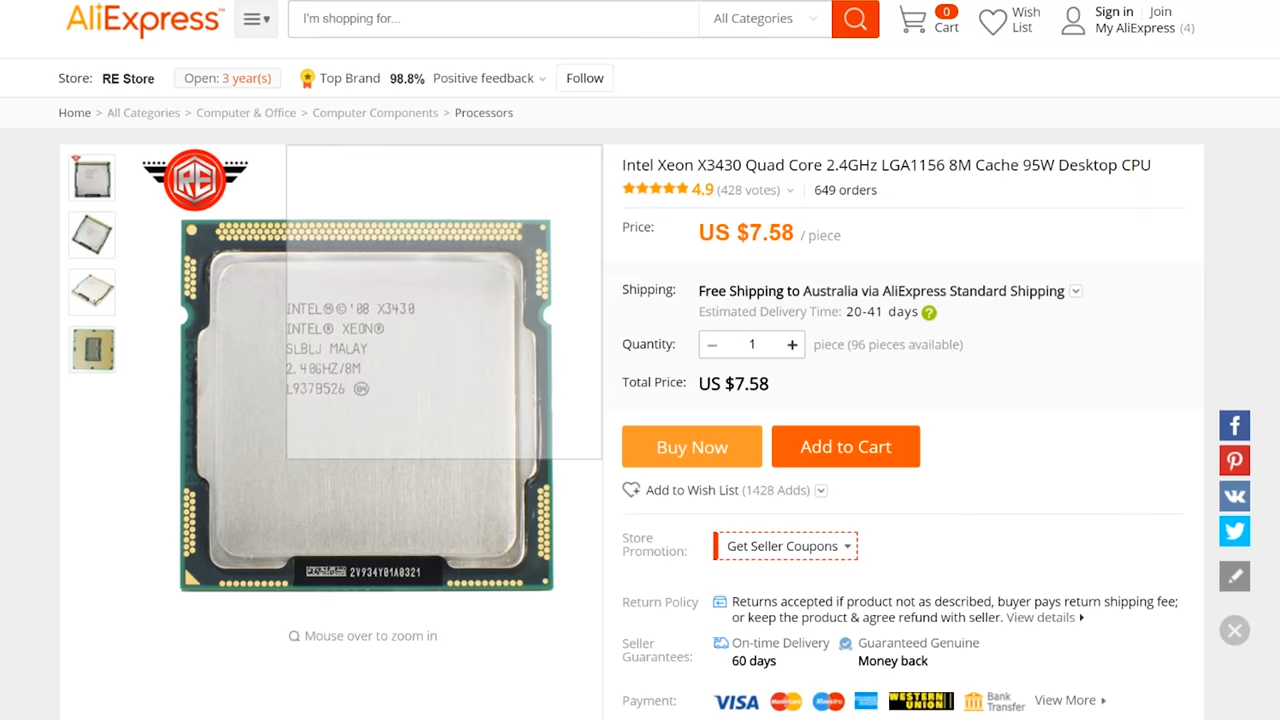 AliExpress™
I'm shopping for...
All Categories
0
Cart
Wish
List
Sign in
Join
My AliExpress (4)
Store: RE Store
Open: 3 year(s)
Top Brand 98.8% Positive feedback
Follow
Home > All Categories > Computer & Office > Computer Components > Processors
RE
INTEL®©'08 X3430
INTEL® XEON®
SLBLJ MALAY
2.40GHZ/8M
L937B526 e4
2V934Y01A0321
Mouse over to zoom in
Intel Xeon X3430 Quad Core 2.4GHz LGA1156 8M Cache 95W Desktop CPU
4.9 (428 votes)
649 orders
Price: US $7.58 / piece
Shipping: Free Shipping to Australia via AliExpress Standard Shipping
Estimated Delivery Time: 20-41 days ?
Quantity: − 1 + piece (96 pieces available)
Total Price: US $7.58
Buy Now
Add to Cart
Add to Wish List (1428 Adds)
Store
Promotion:
Get Seller Coupons
Return Policy
Returns accepted if product not as described, buyer pays return shipping fee;
or keep the product & agree refund with seller. View details
Seller
Guarantees:
On-time Delivery
60 days
Guaranteed Genuine
Money back
Payment: VISA MasterCard Maestro
WESTERN
UNION
Bank
Transfer
View More